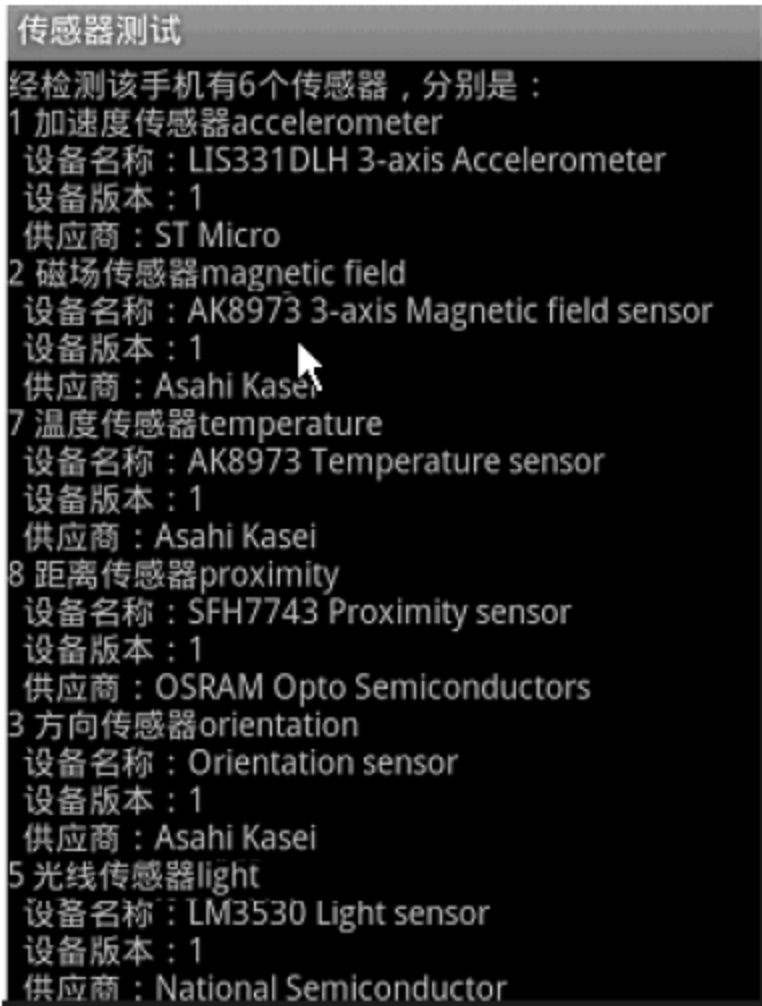 传感器测试
经检测该手机有6个传感器，分别是：
1 加速度传感器accelerometer
设备名称：LIS331DLH 3-axis Accelerometer
设备版本：1
供应商：ST Micro
2 磁场传感器magnetic field
设备名称：AK8973 3-axis Magnetic field sensor
设备版本：1
供应商：Asahi Kasei
7 温度传感器temperature
设备名称：AK8973 Temperature sensor
设备版本：1
供应商：Asahi Kasei
8 距离传感器proximity
设备名称：SFH7743 Proximity sensor
设备版本：1
供应商：OSRAM Opto Semiconductors
3 方向传感器orientation
设备名称：Orientation sensor
设备版本：1
供应商：Asahi Kasei
5 光线传感器light
设备名称：LM3530 Light sensor
设备版本：1
供应商：National Semiconductor